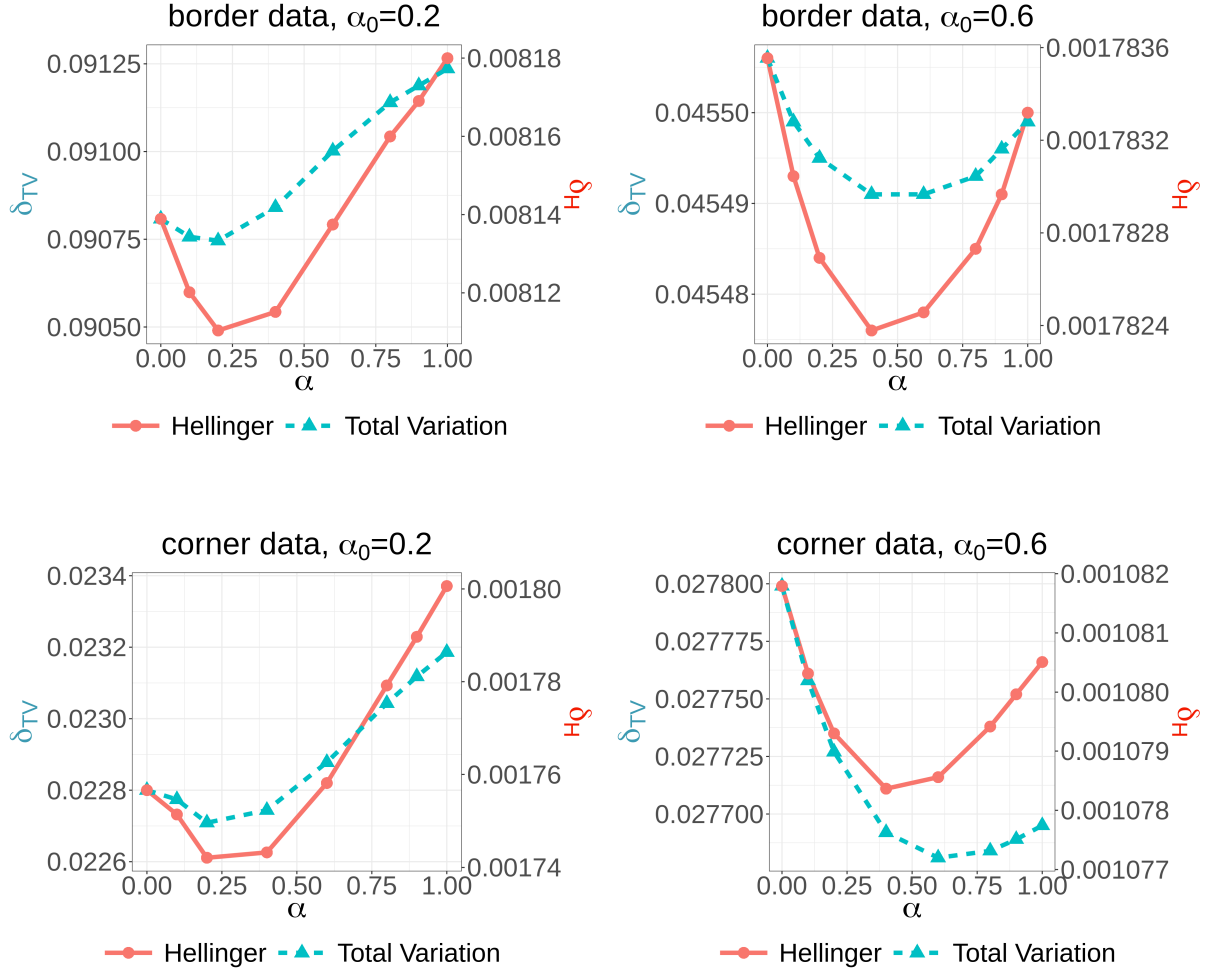 border data, α₀=0.2
0.09125
0.09100
0.09075
0.09050
δTV
0.00818
0.00816
0.00814
0.00812
δH
0.00 0.25 0.50 0.75 1.00
α
Hellinger Total Variation
border data, α₀=0.6
0.04550
0.04549
0.04548
δTV
0.0017836
0.0017832
0.0017828
0.0017824
δH
0.00 0.25 0.50 0.75 1.00
α
Hellinger Total Variation
corner data, α₀=0.2
0.0234
0.0232
0.0230
0.0228
0.0226
δTV
0.00180
0.00178
0.00176
0.00174
δH
0.00 0.25 0.50 0.75 1.00
α
Hellinger Total Variation
corner data, α₀=0.6
0.027800
0.027775
0.027750
0.027725
0.027700
δTV
0.001082
0.001081
0.001080
0.001079
0.001078
0.001077
δH
0.00 0.25 0.50 0.75 1.00
α
Hellinger Total Variation